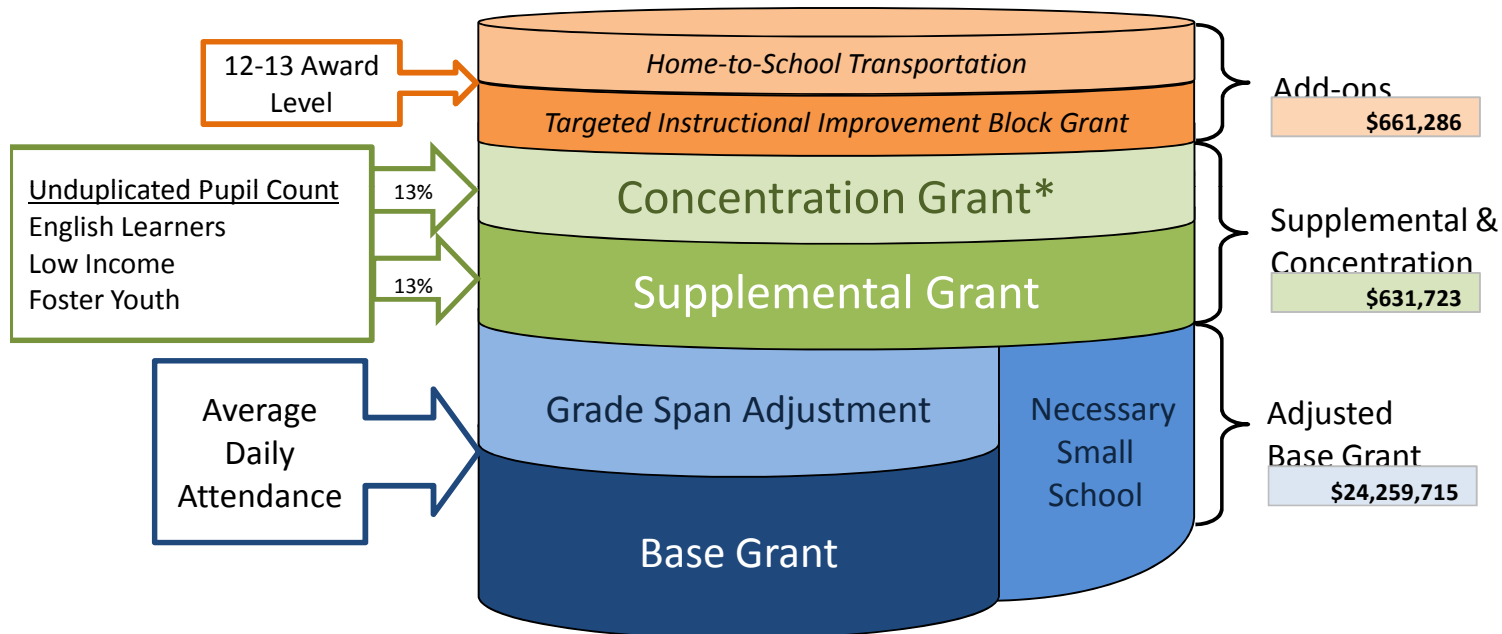 12-13 Award
Level
Home-to-School Transportation
Targeted Instructional Improvement Block Grant
Add-ons
$661,286
Unduplicated Pupil Count
English Learners
Low Income
Foster Youth
13%
13%
Concentration Grant*
Supplemental Grant
Supplemental &
Concentration
$631,723
Average
Daily
Attendance
Grade Span Adjustment
Base Grant
Necessary
Small
School
Adjusted
Base Grant
$24,259,715